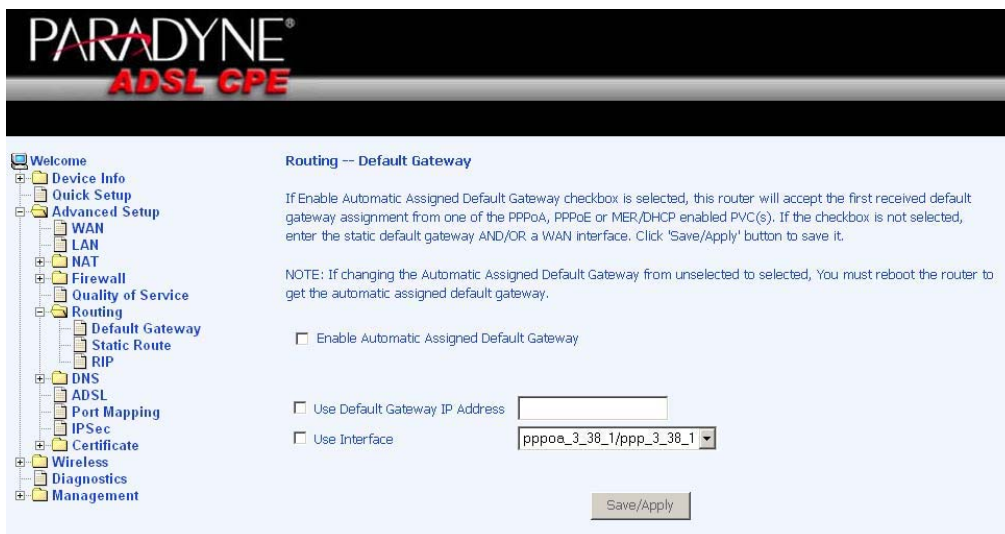 PARADYNE®
ADSL CPE
Welcome
Device Info
Quick Setup
Advanced Setup
WAN
LAN
NAT
Firewall
Quality of Service
Routing
Default Gateway
Static Route
RIP
DNS
ADSL
Port Mapping
IPSec
Certificate
Wireless
Diagnostics
Management
Routing -- Default Gateway
If Enable Automatic Assigned Default Gateway checkbox is selected, this router will accept the first received default
gateway assignment from one of the PPPoA, PPPoE or MER/DHCP enabled PVC(s). If the checkbox is not selected,
enter the static default gateway AND/OR a WAN interface. Click 'Save/Apply' button to save it.
NOTE: If changing the Automatic Assigned Default Gateway from unselected to selected, You must reboot the router to
get the automatic assigned default gateway.
Enable Automatic Assigned Default Gateway
Use Default Gateway IP Address
Use Interface pppoa_3_38_1/ppp_3_38_1
Save/Apply